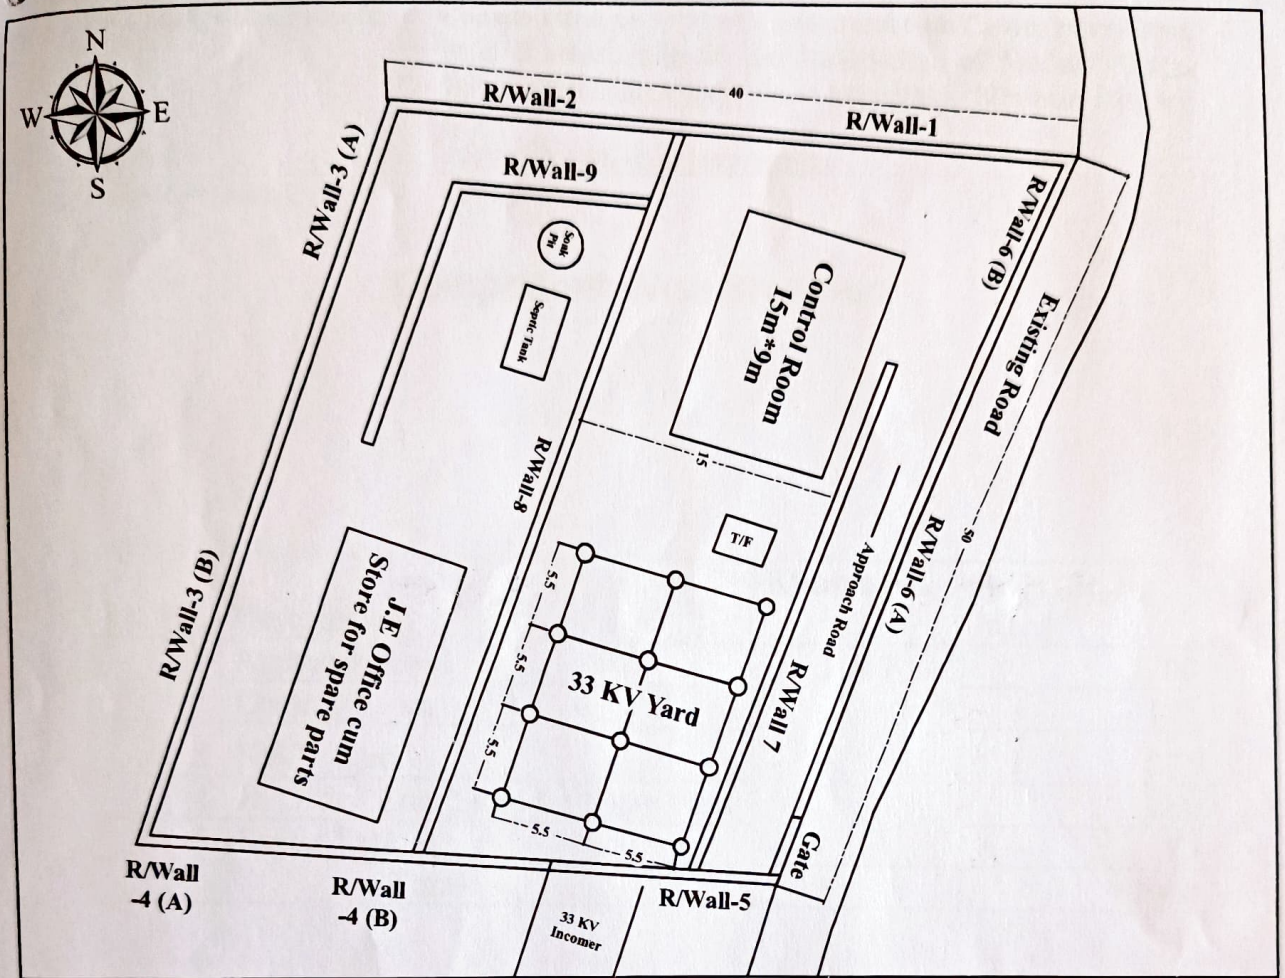 N
W
E
S
R/Wall-2
40
R/Wall-1
R/Wall-3 (A)
R/Wall-9
R/Wall-6 (B)
Soak
Pit
Control Room
15m*9m
Existing Road
Septic Tank
R/Wall-8
15
50
T/F
Approach Road
R/Wall-6 (A)
R/Wall-3 (B)
J.E Office cum
Store for spare parts
5.5
5.5
5.5
33 KV Yard
R/Wall 7
5.5
5.5
Gate
R/Wall
-4 (A)
R/Wall
-4 (B)
R/Wall-5
33 KV
Incomer